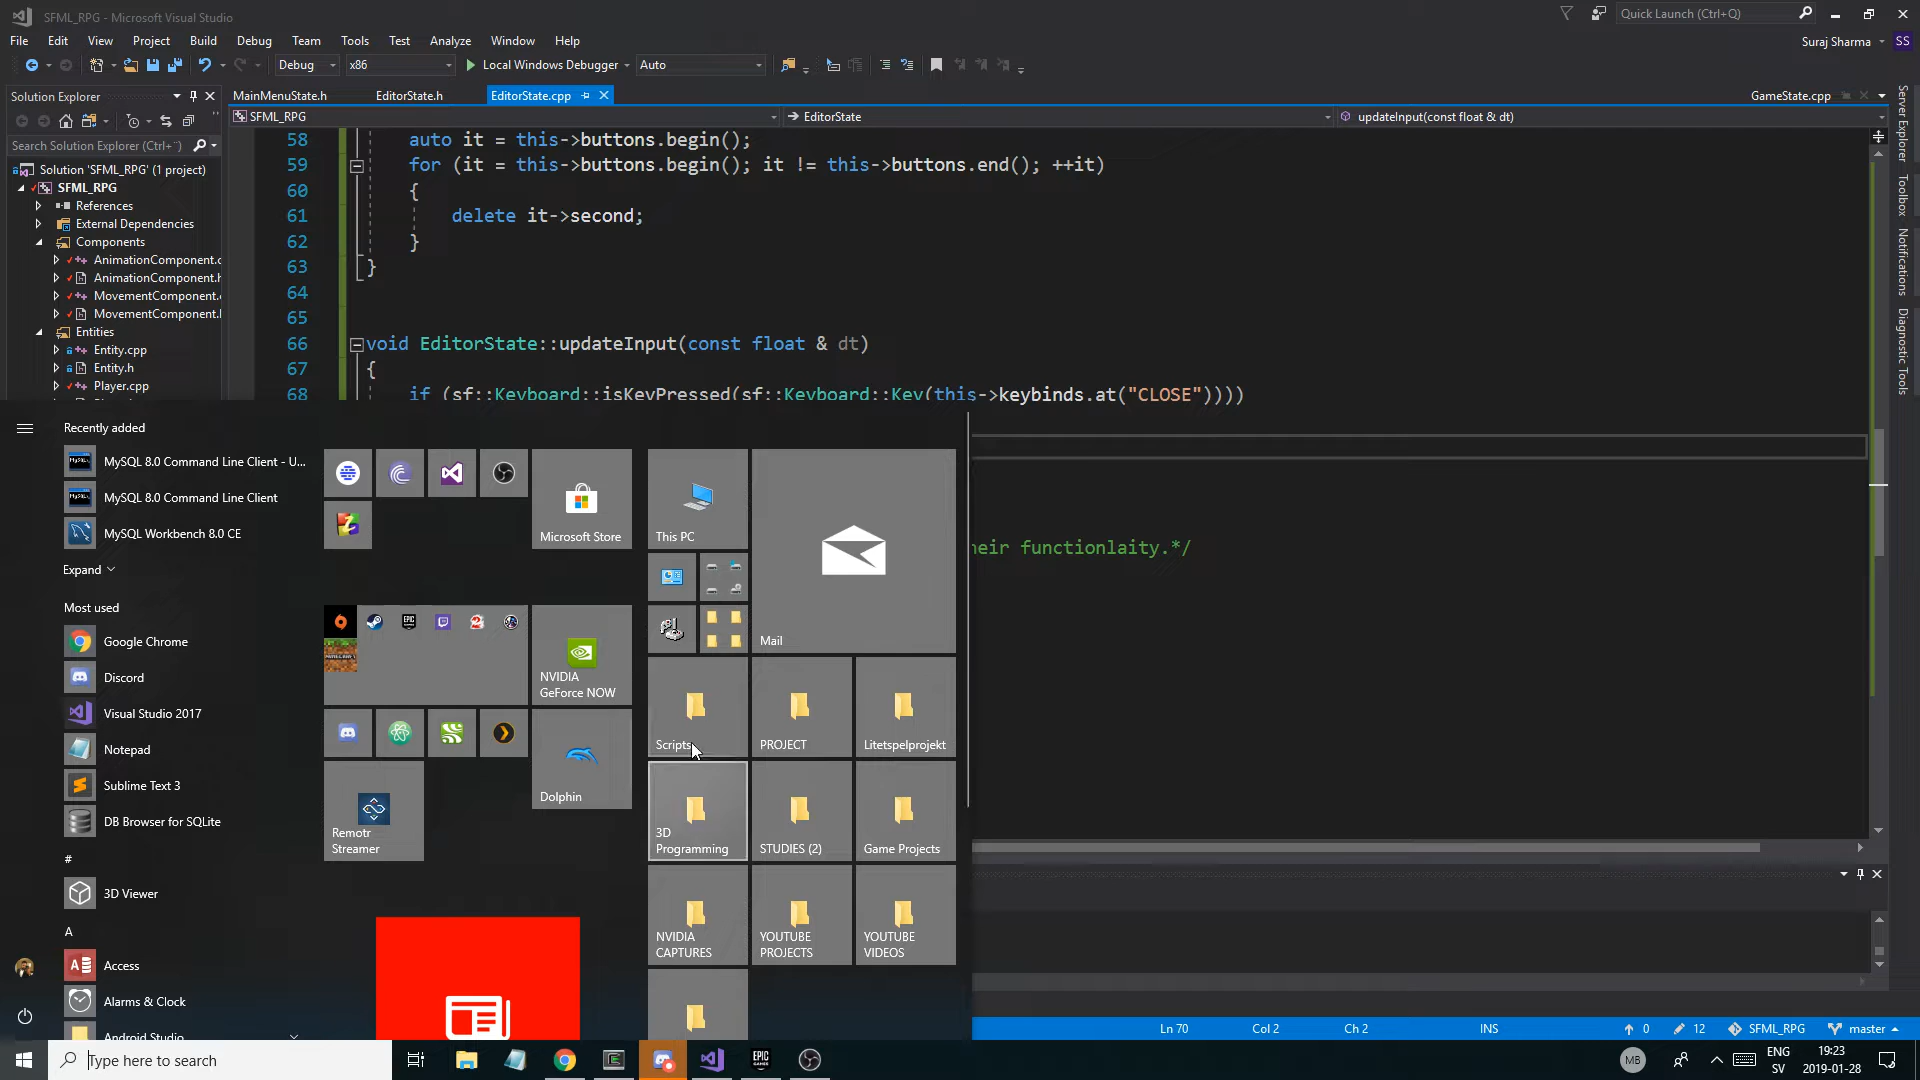 SFML_RPG - Microsoft Visual Studio
Quick Launch (Ctrl+Q)
File Edit View Project Build Debug Team Tools Test Analyze Window Help
Suraj Sharma SS
Debug x86 Local Windows Debugger Auto
Solution Explorer
MainMenuState.h EditorState.h EditorState.cpp GameState.cpp
SFML_RPG EditorState updateInput(const float & dt)
Search Solution Explorer (Ctrl+¨)
Solution 'SFML_RPG' (1 project)
SFML_RPG
References
External Dependencies
Components
AnimationComponent.c
AnimationComponent.h
MovementComponent.
MovementComponent.
Entities
Entity.cpp
Entity.h
Player.cpp
58 auto it = this->buttons.begin();
59 for (it = this->buttons.begin(); it != this->buttons.end(); ++it)
60 {
61 delete it->second;
62 }
63 }
64
65
66 void EditorState::updateInput(const float & dt)
67 {
68 if (sf::Keyboard::isKeyPressed(sf::Keyboard::Key(this->keybinds.at("CLOSE"))))
heir functionlaity.*/
Server Explorer
Toolbox
Notifications
Diagnostic Tools
Recently added
MySQL 8.0 Command Line Client - U...
MySQL 8.0 Command Line Client
MySQL Workbench 8.0 CE
Expand
Most used
Google Chrome
Discord
Visual Studio 2017
Notepad
Sublime Text 3
DB Browser for SQLite
#
3D Viewer
A
Access
Alarms & Clock
Android Studio
Microsoft Store
This PC
Mail
NVIDIA
GeForce NOW
Dolphin
Remotr
Streamer
Scripts
PROJECT
Litetspelprojekt
3D
Programming
STUDIES (2)
Game Projects
NVIDIA
CAPTURES
YOUTUBE
PROJECTS
YOUTUBE
VIDEOS
Ln 70 Col 2 Ch 2 INS 0 12 SFML_RPG master
Type here to search
MB
ENG
SV
19:23
2019-01-28